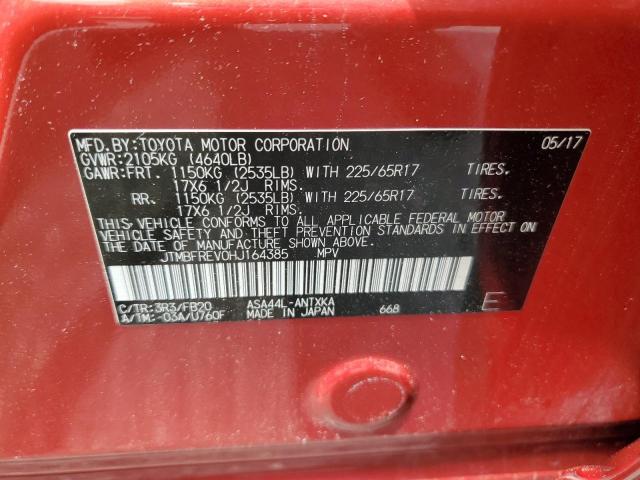 MFD.BY:TOYOTA MOTOR CORPORATION 05/17
GVWR:2105KG (4640LB)
GAWR:FRT. 1150KG (2535LB) WITH 225/65R17 TIRES.
17X6 1/2J RIMS.
RR. 1150KG (2535LB) WITH 225/65R17 TIRES.
17X6 1/2J RIMS.
THIS VEHICLE CONFORMS TO ALL APPLICABLE FEDERAL MOTOR
VEHICLE SAFETY AND THEFT PREVENTION STANDARDS IN EFFECT
ON THE DATE OF MANUFACTURE SHOWN ABOVE.
JTMBFREV0HJ164385 MPV
C/TR:3R3/FB20 ASA44L-ANTXKA
A/TM:-03A/U760F MADE IN JAPAN 668 E